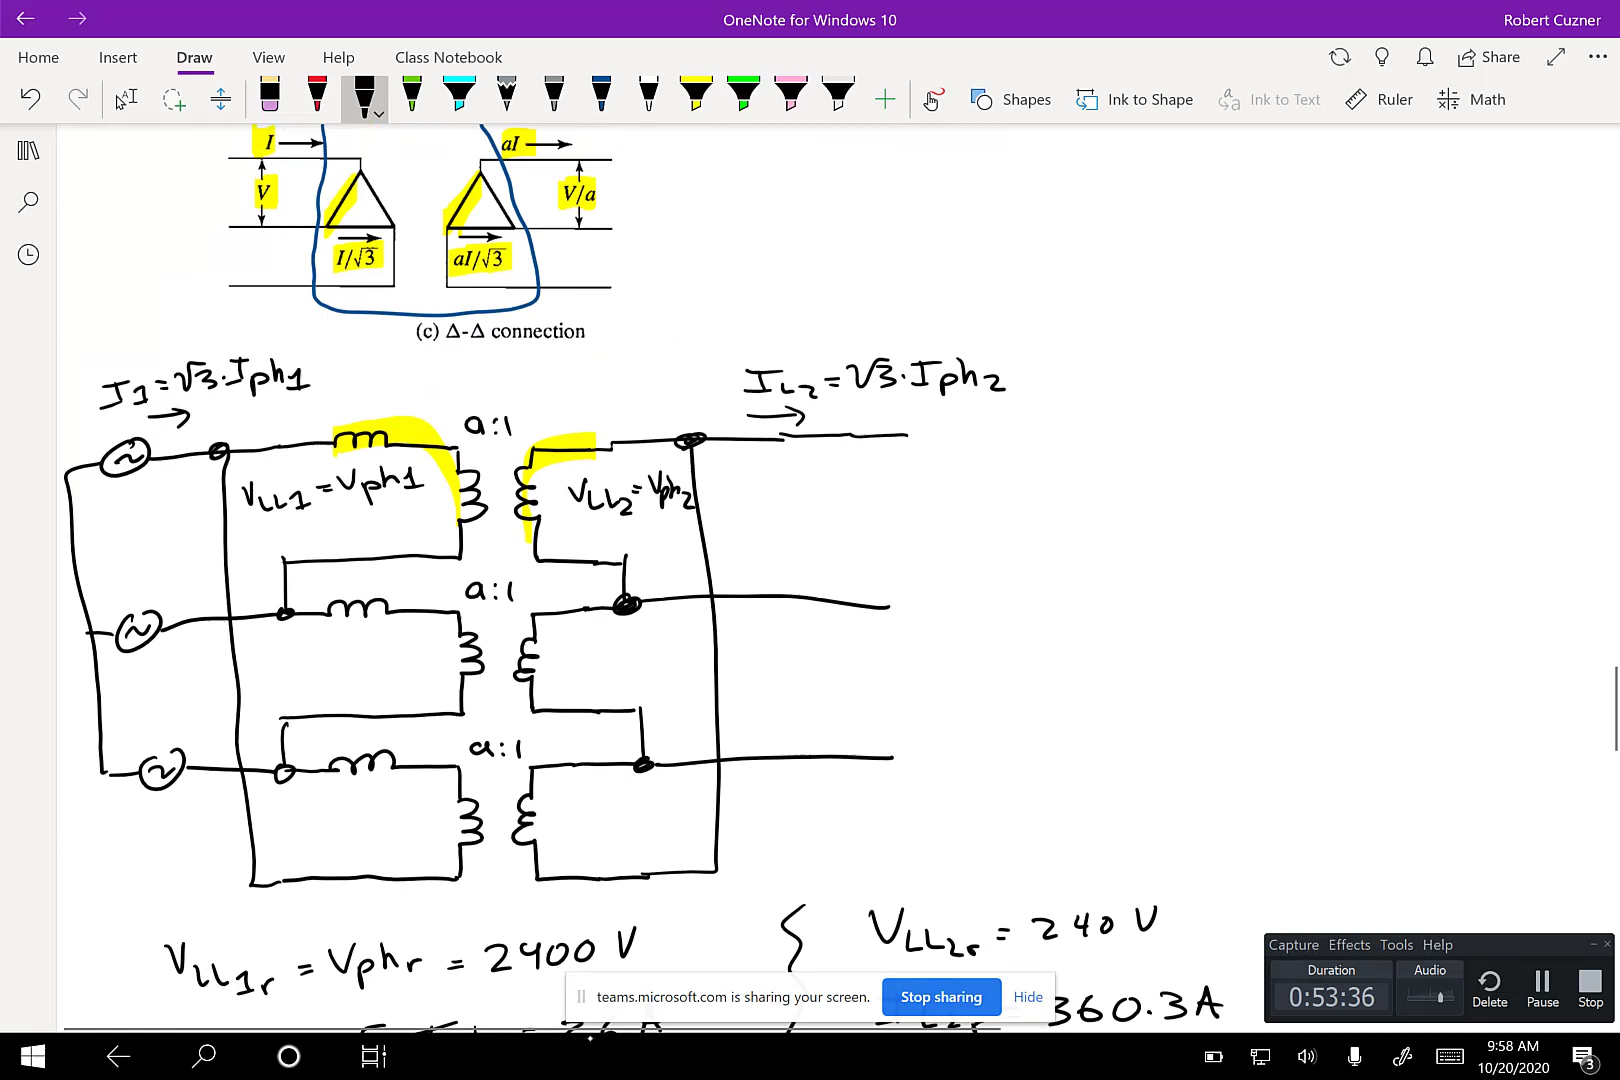 OneNote for Windows 10
Robert Cuzner
Home Insert Draw View Help Class Notebook
Share
Shapes Ink to Shape Ink to Text Ruler Math
I
aI
V
V/a
I/√3
aI/√3
(c) Δ-Δ connection
I1 = √3·Iph1
IL2 = √3·Iph2
a:1
VLL1 = Vph1
VLL2 = Vph2
a:1
a:1
VLL1r = Vphr = 2400 V
VLL2r = 240 V
360.3A
teams.microsoft.com is sharing your screen.
Stop sharing
Hide
Capture Effects Tools Help
Duration
Audio
0:53:36
Delete
Pause
Stop
9:58 AM
10/20/2020
3